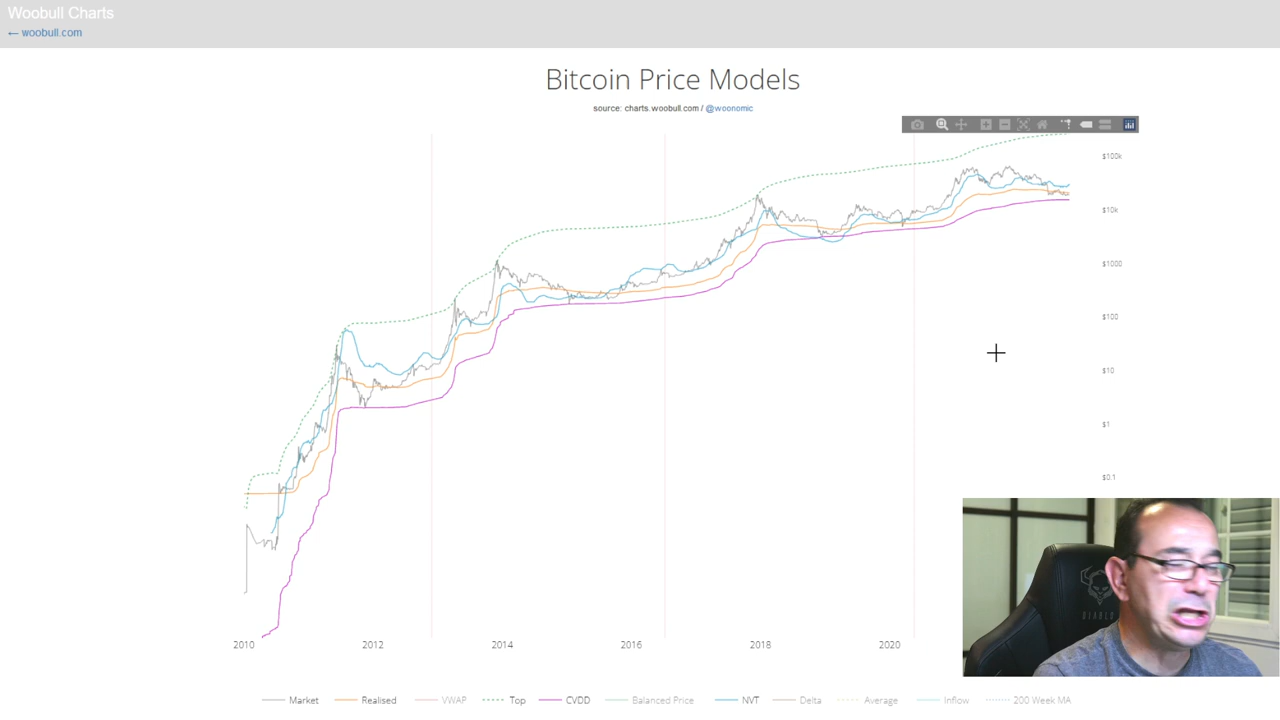 Woobull Charts
← woobull.com
Bitcoin Price Models
source: charts.woobull.com / @woonomic
$100k
$10k
$1000
$100
$10
$1
$0.1
DIABLO
2010 2012 2014 2016 2018 2020
Market Realised VWAP Top CVDD Balanced Price NVT Delta Average Inflow 200 Week MA